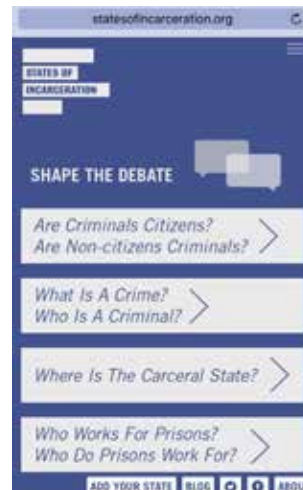 statesofincarceration.org
STATES OF
INCARCERATION
SHAPE THE DEBATE
Are Criminals Citizens?
Are Non-citizens Criminals?
What Is A Crime?
Who Is A Criminal?
Where Is The Carceral State?
Who Works For Prisons?
Who Do Prisons Work For?
ADD YOUR STATE BLOG ABOU